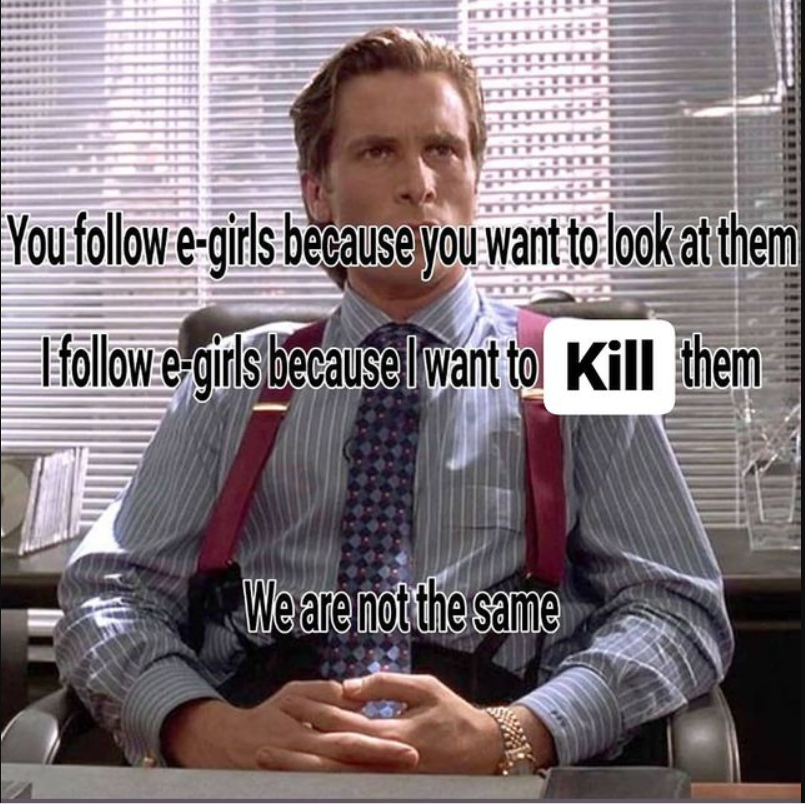 You follow e-girls because you want to look at them
I follow e-girls because I want to Kill them
We are not the same